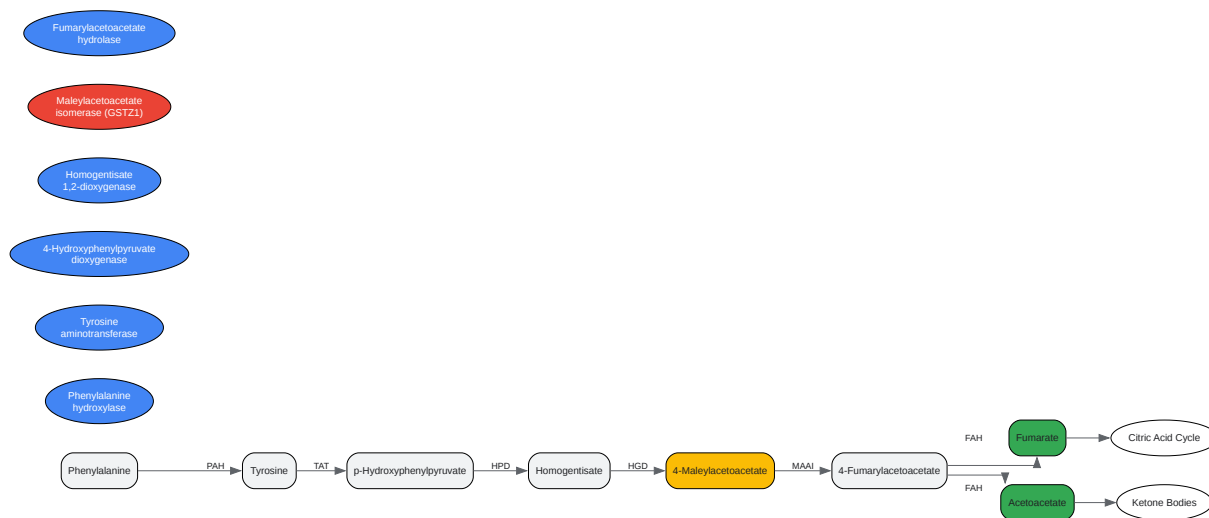 Fumarylacetoacetate
hydrolase
Maleylacetoacetate
isomerase (GSTZ1)
Homogentisate
1,2-dioxygenase
4-Hydroxyphenylpyruvate
dioxygenase
Tyrosine
aminotransferase
Phenylalanine
hydroxylase
Phenylalanine
PAH
Tyrosine
TAT
p-Hydroxyphenylpyruvate
HPD
Homogentisate
HGD
4-Maleylacetoacetate
MAAI
4-Fumarylacetoacetate
FAH
Fumarate
Citric Acid Cycle
FAH
Acetoacetate
Ketone Bodies